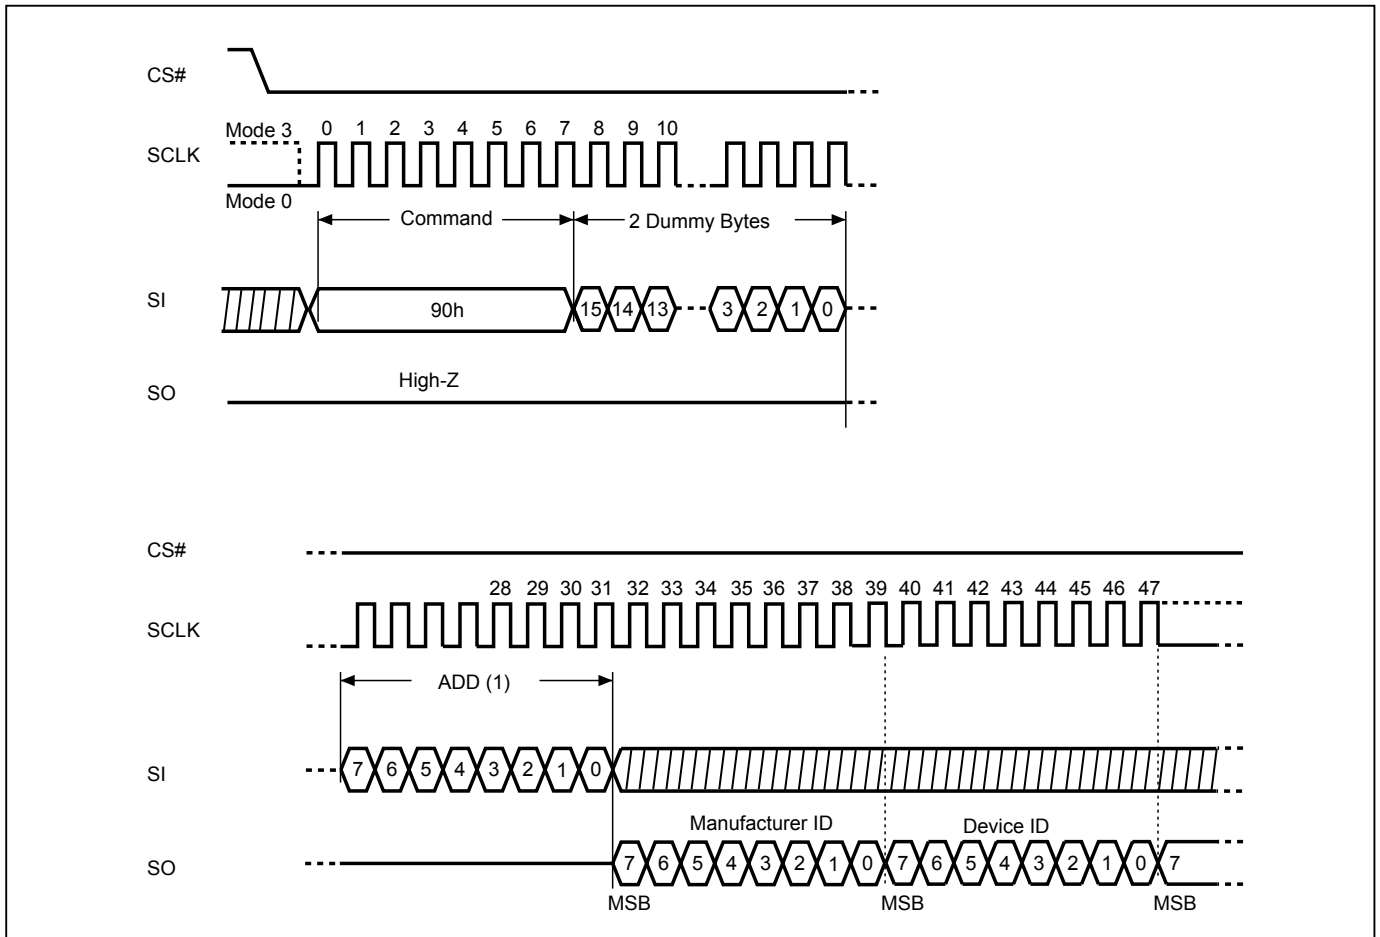 CS#
Mode 3 0 1 2 3 4 5 6 7 8 9 10
SCLK
Mode 0
Command 2 Dummy Bytes
SI 90h 15 14 13 3 2 1 0
High-Z
SO
CS#
28 29 30 31 32 33 34 35 36 37 38 39 40 41 42 43 44 45 46 47
SCLK
ADD (1)
SI 7 6 5 4 3 2 1 0
Manufacturer ID Device ID
SO 7 6 5 4 3 2 1 0 7 6 5 4 3 2 1 0 7
MSB MSB MSB